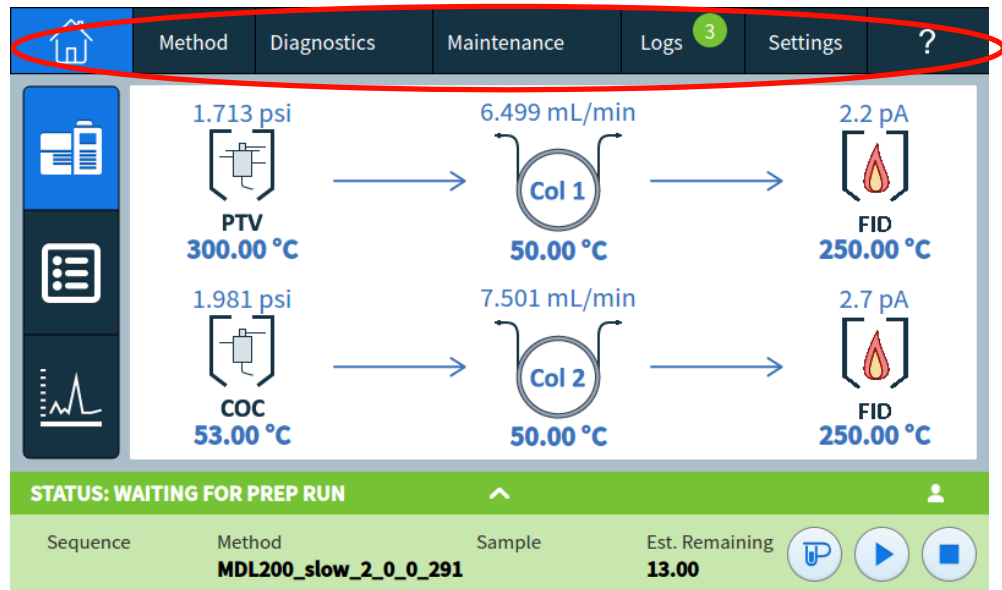 Method Diagnostics Maintenance Logs 3 Settings ?
1.713 psi 6.499 mL/min 2.2 pA
Col 1
PTV FID
300.00 °C 50.00 °C 250.00 °C
1.981 psi 7.501 mL/min 2.7 pA
Col 2
COC FID
53.00 °C 50.00 °C 250.00 °C
STATUS: WAITING FOR PREP RUN
Sequence Method Sample Est. Remaining
MDL200_slow_2_0_0_291 13.00